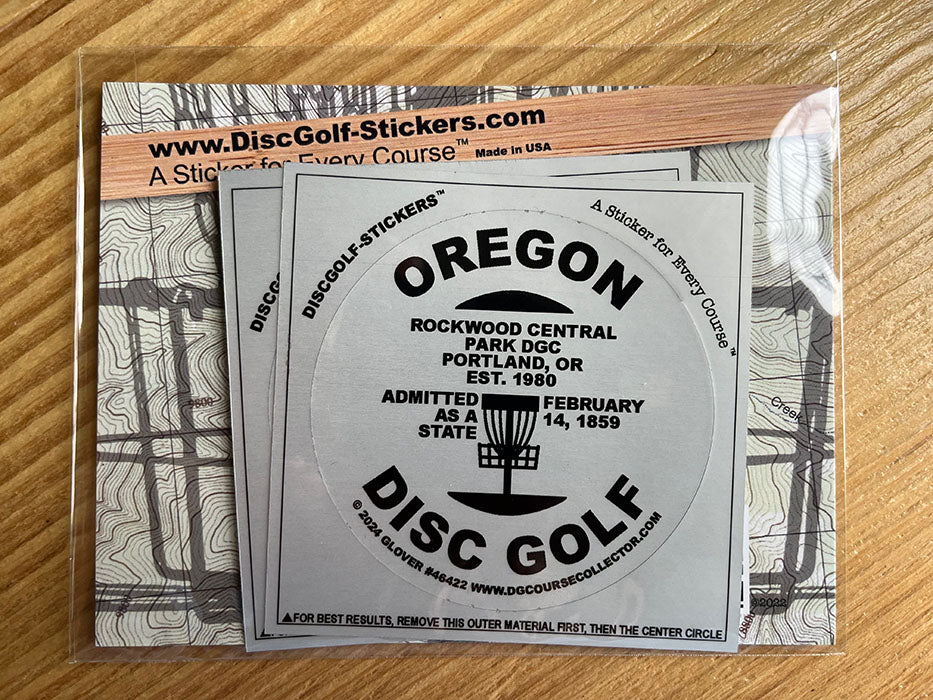 www.DiscGolf-Stickers.com
A Sticker for Every Course™ Made in USA
DISCG
DISCGOLF-STICKERS™
A Sticker for Every Course™
OREGON
ROCKWOOD CENTRAL
PARK DGC
PORTLAND, OR
EST. 1980
ADMITTED
AS A
STATE
FEBRUARY
14, 1859
DISC GOLF
© 2024 GLOVER #46422 WWW.DGCOURSECOLLECTOR.COM
▲FOR BEST RESULTS, REMOVE THIS OUTER MATERIAL FIRST, THEN THE CENTER CIRCLE
Creek
©2022